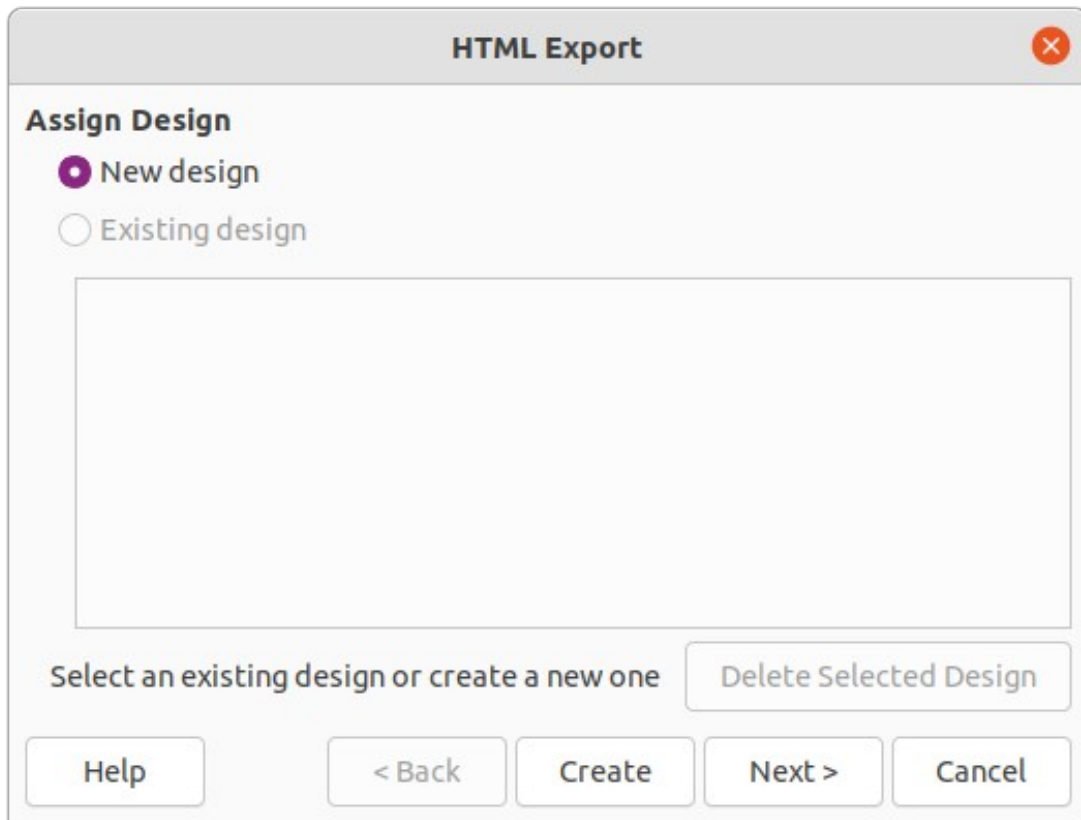 HTML Export
Assign Design
New design
Existing design
Select an existing design or create a new one
Delete Selected Design
Help
< Back
Create
Next >
Cancel